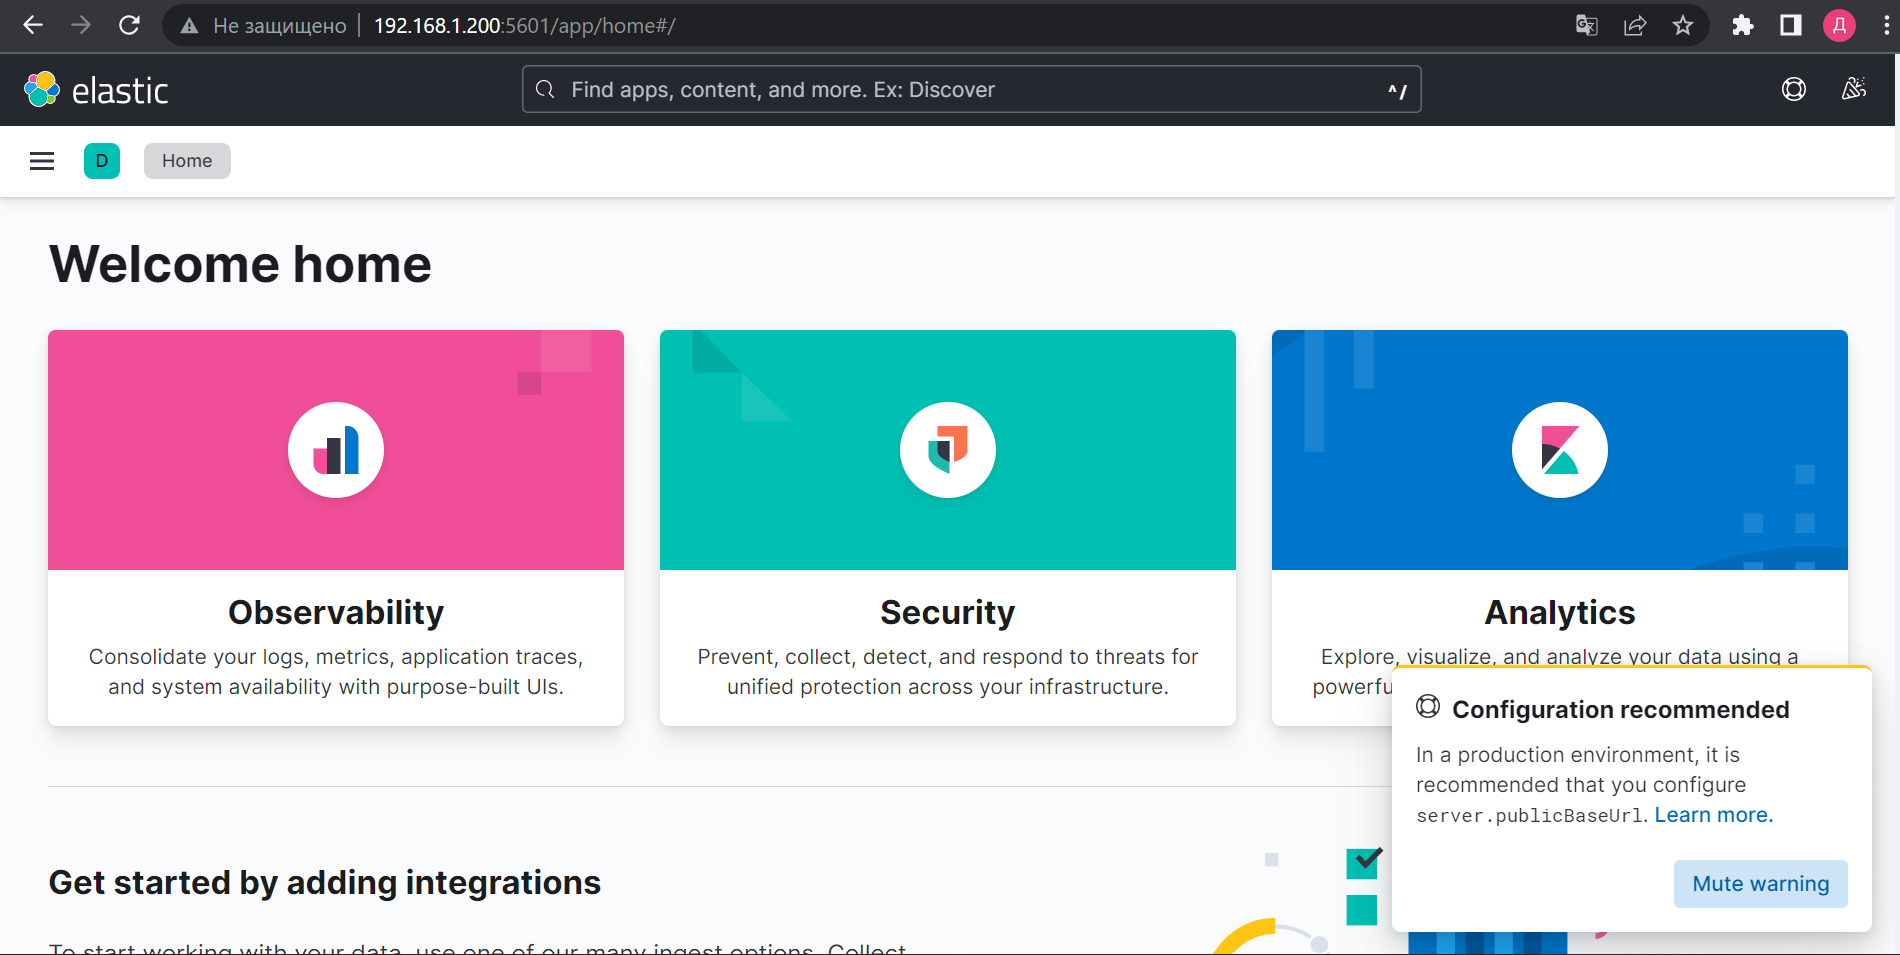 Не защищено 192.168.1.200:5601/app/home#/
Д
elastic
Find apps, content, and more. Ex: Discover ^/
D Home
Welcome home
Observability
Consolidate your logs, metrics, application traces,
and system availability with purpose-built UIs.
Security
Prevent, collect, detect, and respond to threats for
unified protection across your infrastructure.
Analytics
Explore, visualize, and analyze your data using a
Configuration recommended
In a production environment, it is
recommended that you configure
server.publicBaseUrl. Learn more.
Mute warning
Get started by adding integrations
To start working with your data, use one of our many ingest options. Collect